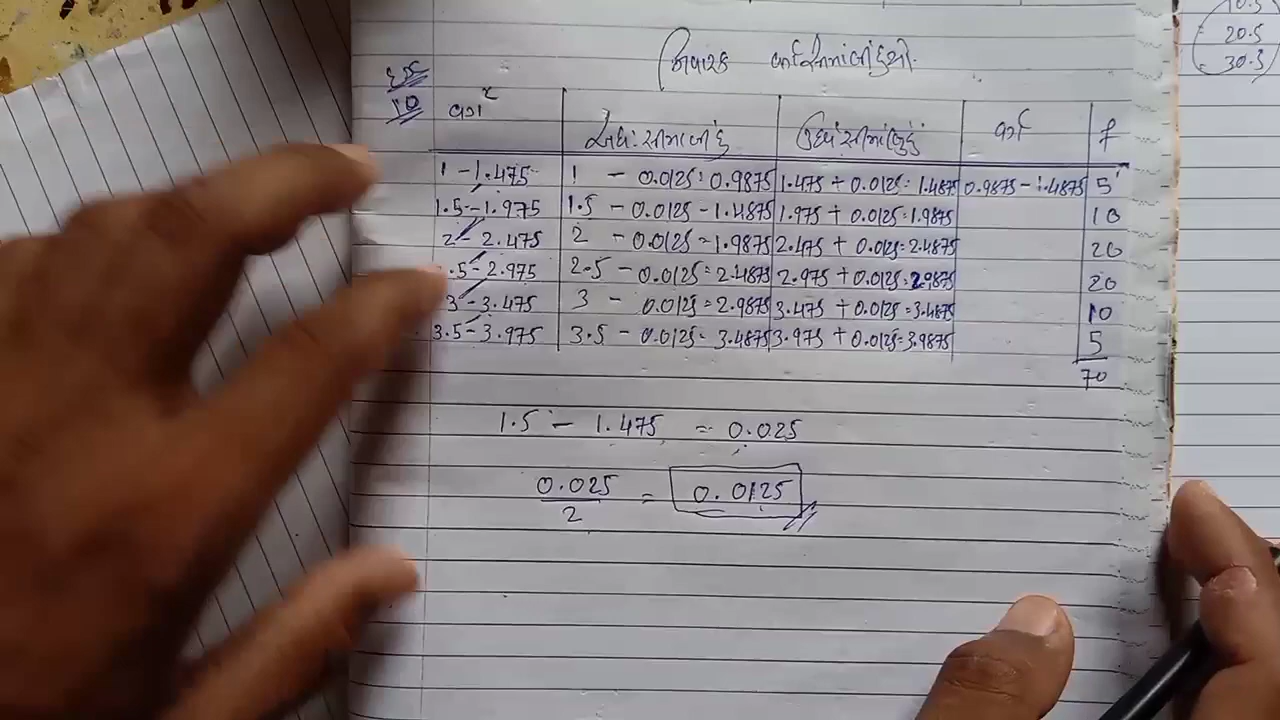 દા.
10
વર્ગ અધઃસીમાબિંદુ ઉર્ધ્વસીમાબિંદુ વર્ગ f
1 - 1.475 1 - 0.0125 : 0.9875 1.475 + 0.0125 : 1.4875 0.9875 - 1.4875 5
1.5 - 1.975 1.5 - 0.0125 - 1.4875 1.975 + 0.0125 : 1.9875 10
2 - 2.475 2 - 0.0125 = 1.9875 2.475 + 0.0125 = 2.4875 20
.5 - 2.975 2.5 - 0.0125 = 2.4875 2.975 + 0.0125 = 2.9875 20
3 - 3.475 3 - 0.0125 = 2.9875 3.475 + 0.0125 = 3.4875 10
3.5 - 3.975 3.5 - 0.0125 = 3.4875 3.975 + 0.0125 = 3.9875 5
70
1.5 - 1.475 = 0.025
0.025
2
= 0.0125
10.5
20.5
30.5